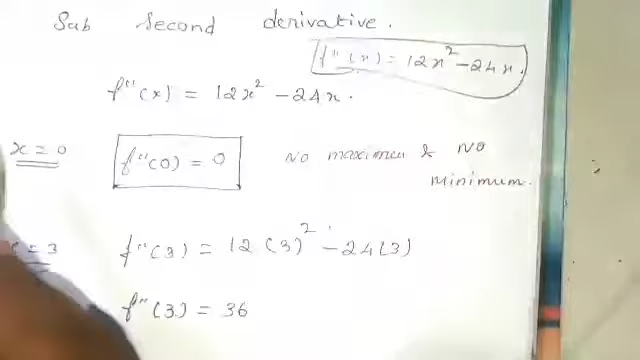 Sub second derivative.
f''(x) = 12x² - 24x.
f''(x) = 12x² - 24x.
x = 0 f''(0) = 0 No maximum & No
minimum.
= 3 f''(3) = 12(3)² - 24(3)
f''(3) = 36